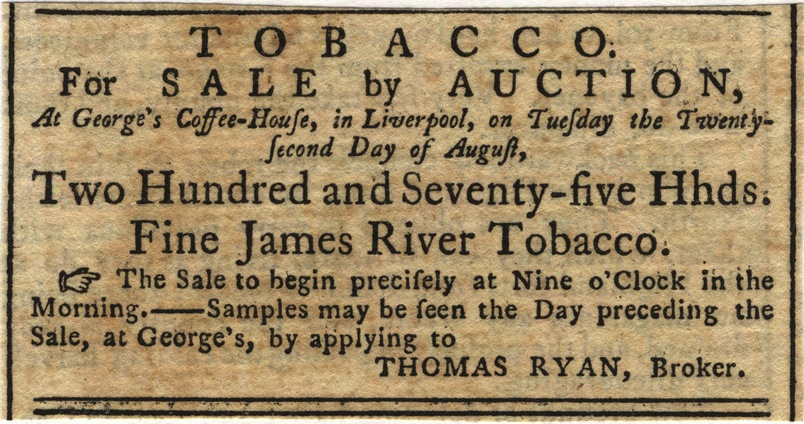 TOBACCO.
For SALE by AUCTION,
At George's Coffee-Houſe, in Liverpool, on Tueſday the Twenty-
ſecond Day of Auguſt,
Two Hundred and Seventy-five Hhds.
Fine James River Tobacco.
☞ The Sale to begin preciſely at Nine o'Clock in the
Morning.——Samples may be ſeen the Day preceding the
Sale, at George's, by applying to
THOMAS RYAN, Broker.